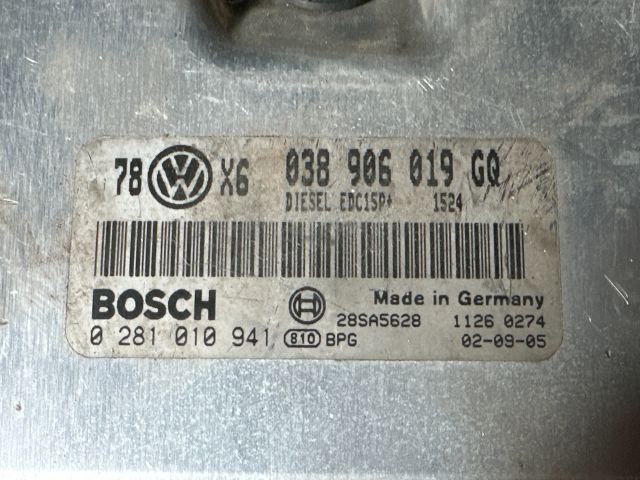 78 VW X6 038 906 019 GQ
DIESEL EDC15P+ 1524
BOSCH Made in Germany
28SA5628 1126 0274
0 281 010 941 810 BPG 02-09-05